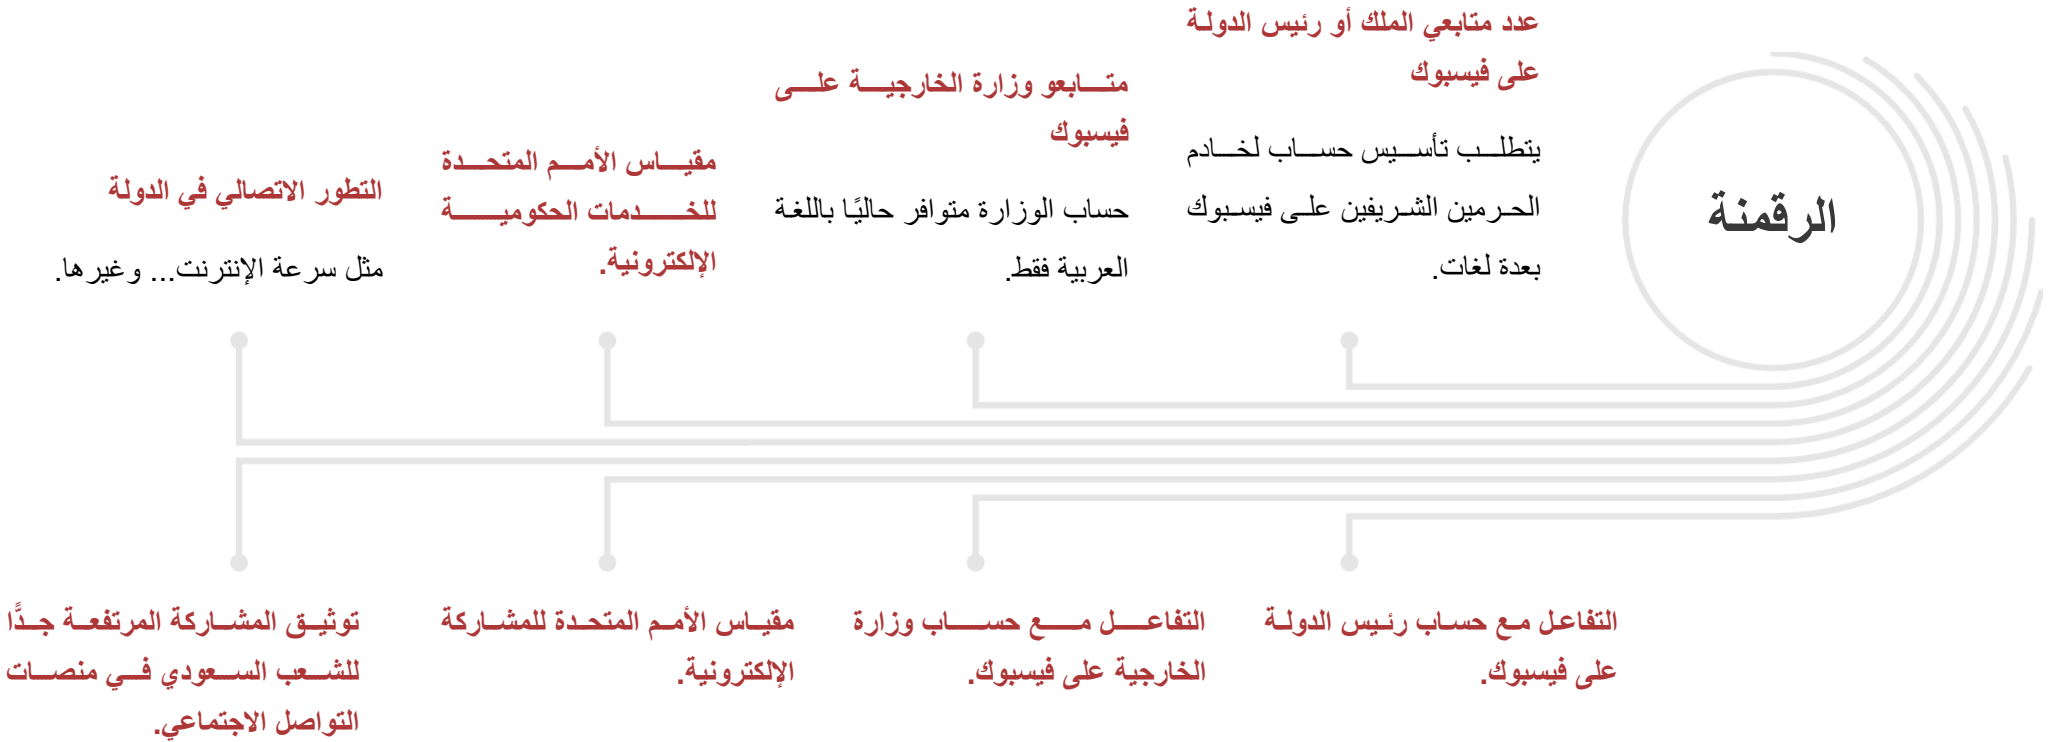 الرقمنة
عدد متابعي الملك أو رئيس الدولة
على فيسبوك
يتطلب تأسيس حساب لخادم
الحرمين الشريفين على فيسبوك
بعدة لغات.
متابعو وزارة الخارجية على
فيسبوك
حساب الوزارة متوافر حاليًا باللغة
العربية فقط.
مقياس الأمم المتحدة
للخدمات الحكومية
الإلكترونية.
التطور الاتصالي في الدولة
مثل سرعة الإنترنت... وغيرها.
التفاعل مع حساب رئيس الدولة
على فيسبوك.
التفاعل مع حساب وزارة
الخارجية على فيسبوك.
مقياس الأمم المتحدة للمشاركة
الإلكترونية.
توثيق المشاركة المرتفعة جدًّا
للشعب السعودي في منصات
التواصل الاجتماعي.